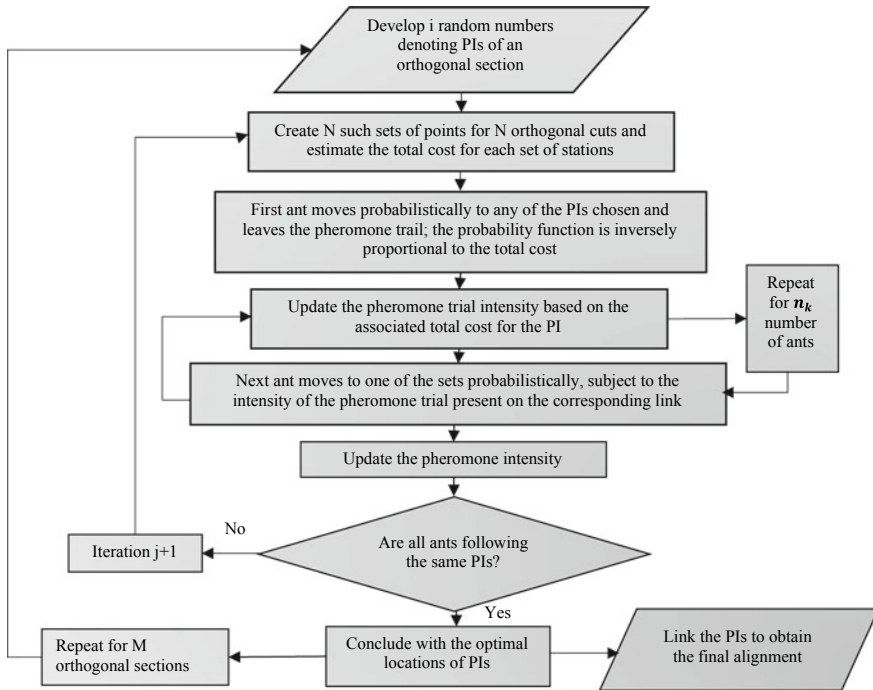 Develop i random numbers
denoting PIs of an
orthogonal section
Create N such sets of points for N orthogonal cuts and
estimate the total cost for each set of stations
First ant moves probabilistically to any of the PIs chosen and
leaves the pheromone trail; the probability function is inversely
proportional to the total cost
Update the pheromone trial intensity based on the
associated total cost for the PI
Repeat
for n_k
number
of ants
Next ant moves to one of the sets probabilistically, subject to the
intensity of the pheromone trial present on the corresponding link
Update the pheromone intensity
Are all ants following
the same PIs?
No
Iteration j+1
Yes
Conclude with the optimal
locations of PIs
Repeat for M
orthogonal sections
Link the PIs to obtain
the final alignment